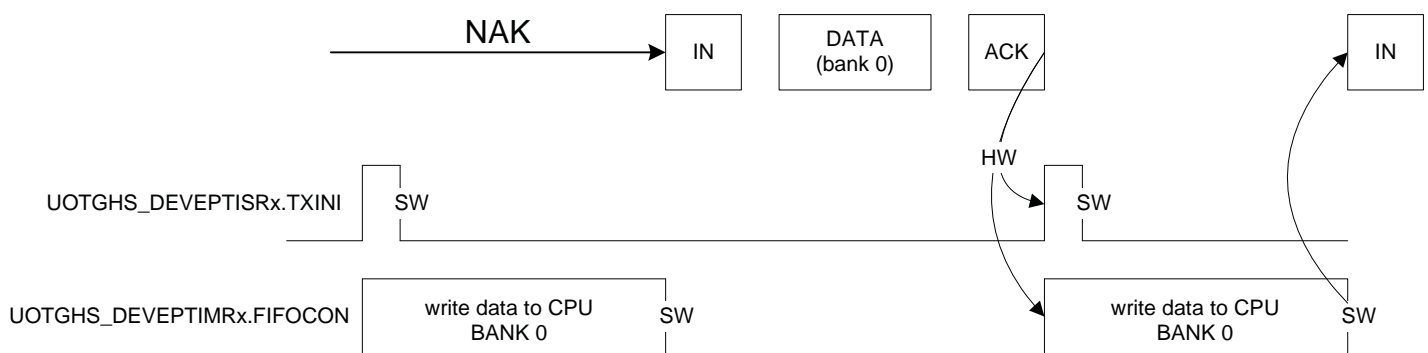 NAK
IN
DATA
(bank 0)
ACK
IN
HW
UOTGHS_DEVEPTISRx.TXINI
SW
SW
UOTGHS_DEVEPTIMRx.FIFOCON
write data to CPU
BANK 0
SW
write data to CPU
BANK 0
SW